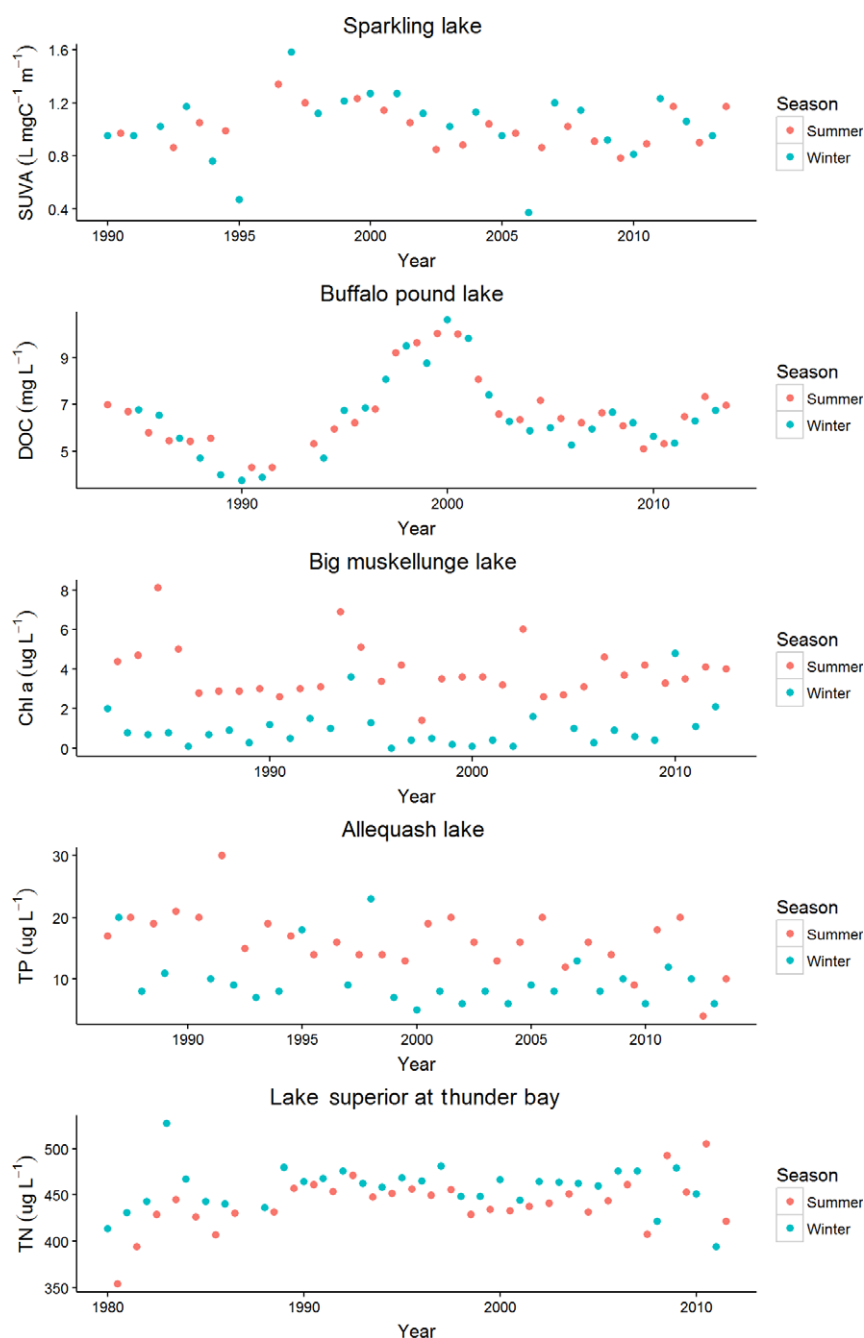 Sparkling lake
SUVA (L mgC⁻¹ m⁻¹)
1.6
1.2
0.8
0.4
1990 1995 2000 2005 2010
Year
Season
Summer
Winter
Buffalo pound lake
DOC (mg L⁻¹)
9
7
5
1990 2000 2010
Year
Season
Summer
Winter
Big muskellunge lake
Chl a (ug L⁻¹)
8
6
4
2
0
1990 2000 2010
Year
Season
Summer
Winter
Allequash lake
TP (ug L⁻¹)
30
20
10
1990 1995 2000 2005 2010
Year
Season
Summer
Winter
Lake superior at thunder bay
TN (ug L⁻¹)
500
450
400
350
1980 1990 2000 2010
Year
Season
Summer
Winter